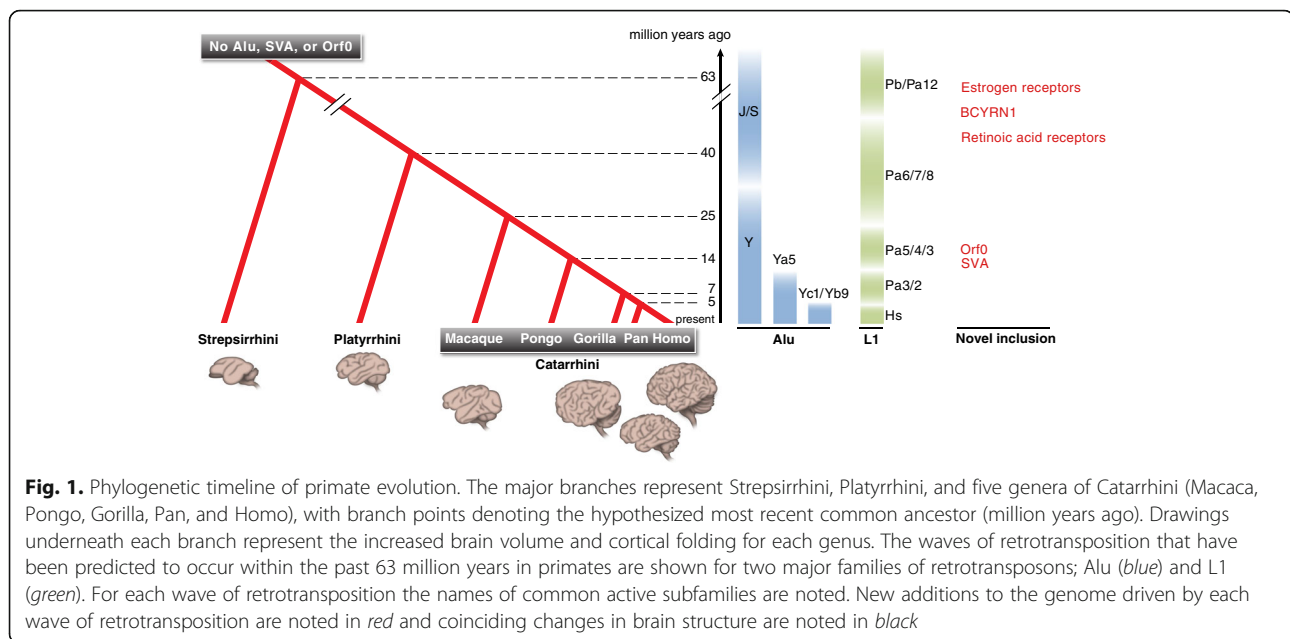 No Alu, SVA, or Orf0
million years ago
63
40
25
14
7
5
present
Strepsirrhini
Platyrrhini
Macaque Pongo Gorilla Pan Homo
Catarrhini
J/S
Y
Ya5
Yc1/Yb9
Alu
Pb/Pa12
Pa6/7/8
Pa5/4/3
Pa3/2
Hs
L1
Estrogen receptors
BCYRN1
Retinoic acid receptors
Orf0
SVA
Novel inclusion
Fig. 1. Phylogenetic timeline of primate evolution. The major branches represent Strepsirrhini, Platyrrhini, and five genera of Catarrhini (Macaca,
Pongo, Gorilla, Pan, and Homo), with branch points denoting the hypothesized most recent common ancestor (million years ago). Drawings
underneath each branch represent the increased brain volume and cortical folding for each genus. The waves of retrotransposition that have
been predicted to occur within the past 63 million years in primates are shown for two major families of retrotransposons; Alu (blue) and L1
(green). For each wave of retrotransposition the names of common active subfamilies are noted. New additions to the genome driven by each
wave of retrotransposition are noted in red and coinciding changes in brain structure are noted in black